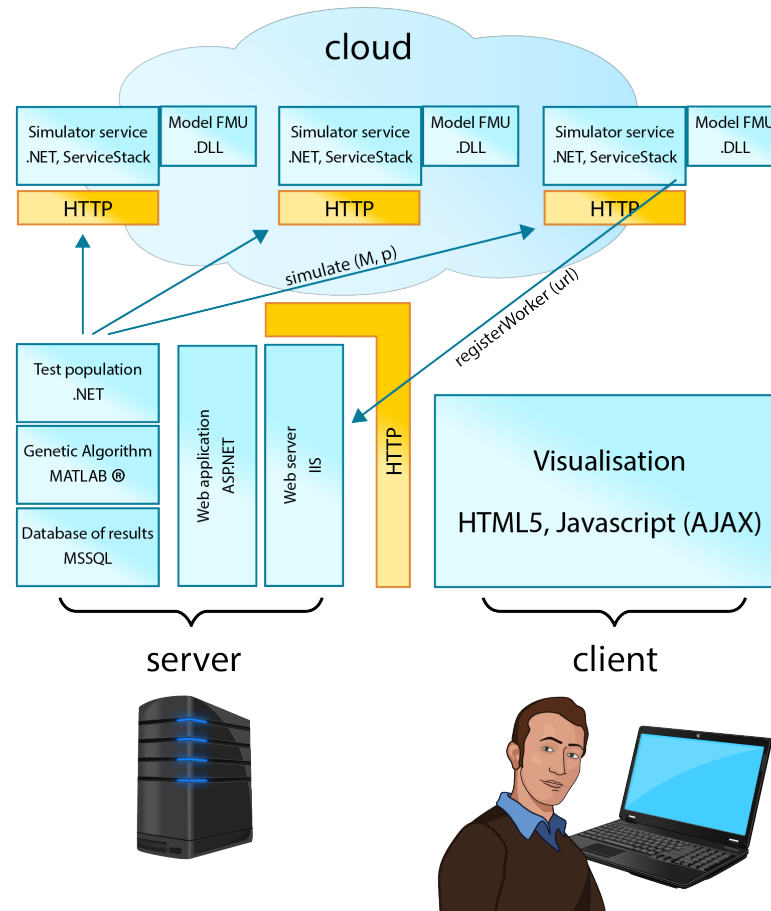 cloud
Simulator service
.NET, ServiceStack
Model FMU
.DLL
HTTP
Simulator service
.NET, ServiceStack
Model FMU
.DLL
HTTP
Simulator service
.NET, ServiceStack
Model FMU
.DLL
HTTP
simulate (M, p)
registerWorker (url)
Test population
.NET
Genetic Algorithm
MATLAB ®
Database of results
MSSQL
Web application
ASP.NET
Web server
IIS
HTTP
Visualisation
HTML5, Javascript (AJAX)
server
client